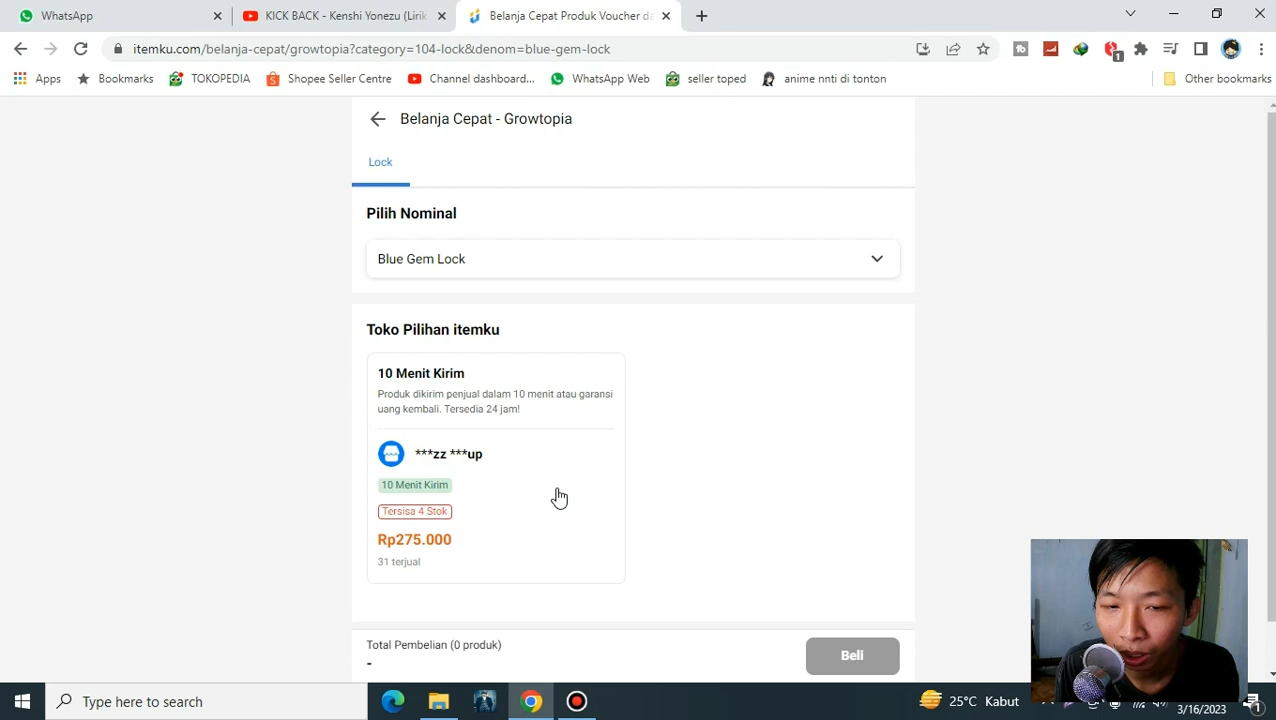 WhatsApp
KICK BACK - Kenshi Yonezu (Lirik
Belanja Cepat Produk Voucher da
itemku.com/belanja-cepat/growtopia?category=104-lock&denom=blue-gem-lock
1
Apps
Bookmarks
TOKOPEDIA
Shopee Seller Centre
Channel dashboard...
WhatsApp Web
seller toped
anime nnti di tonton
Other bookmarks
Belanja Cepat - Growtopia
Lock
Pilih Nominal
Blue Gem Lock
Toko Pilihan itemku
10 Menit Kirim
Produk dikirim penjual dalam 10 menit atau garansi
uang kembali. Tersedia 24 jam!
***zz ***up
10 Menit Kirim
Tersisa 4 Stok
Rp275.000
31 terjual
Total Pembelian (0 produk)
-
Beli
Type here to search
25°C Kabut
3/16/2023
1